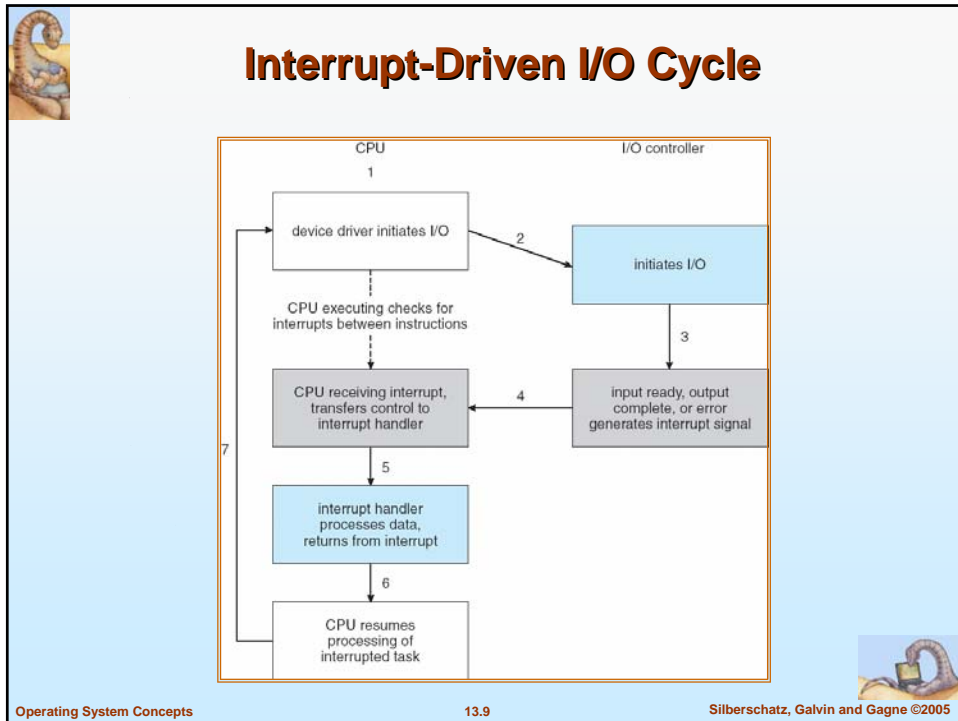 Interrupt-Driven I/O Cycle
CPU
I/O controller
1
device driver initiates I/O
2
initiates I/O
CPU executing checks for
interrupts between instructions
3
CPU receiving interrupt,
transfers control to
interrupt handler
4
input ready, output
complete, or error
generates interrupt signal
7
5
interrupt handler
processes data,
returns from interrupt
6
CPU resumes
processing of
interrupted task
Operating System Concepts
13.9
Silberschatz, Galvin and Gagne ©2005